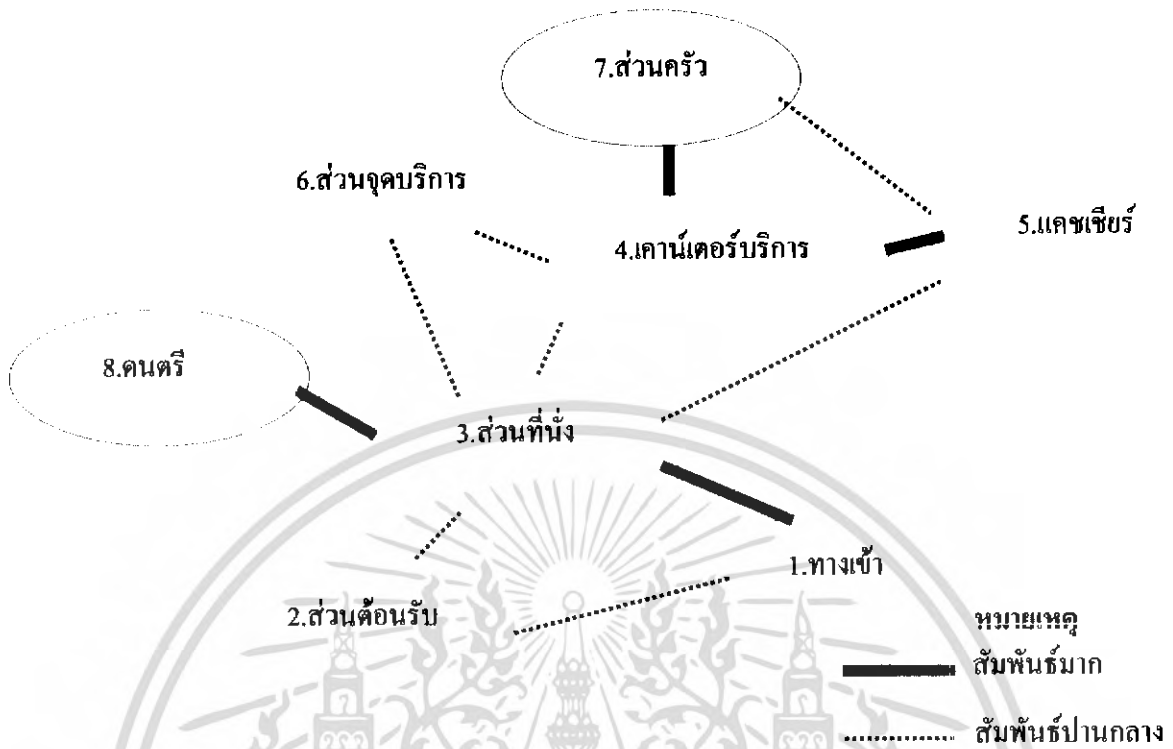 7.ส่วนครัว
6.ส่วนจุดบริการ
5.แคชเชียร์
4.เคาน์เตอร์บริการ
8.ดนตรี
3.ส่วนที่นั่ง
1.ทางเข้า
2.ส่วนต้อนรับ
หมายเหตุ
สัมพันธ์มาก
สัมพันธ์ปานกลาง